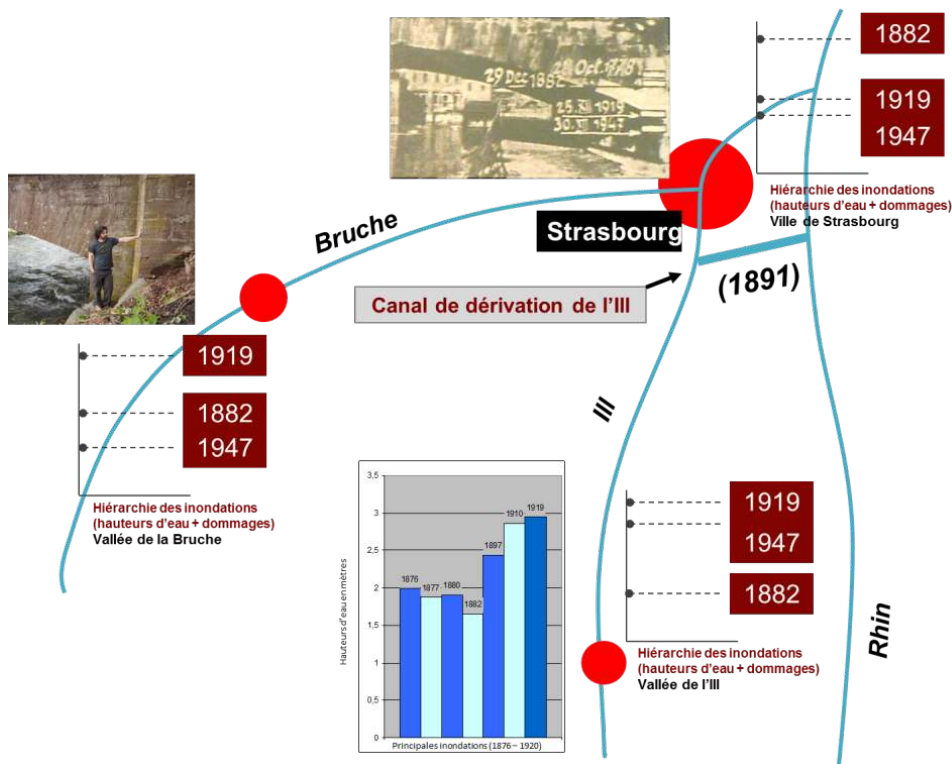 29 Dec 1882
28 Oct. 1778
25. XII 1919
30. XII 1947
1882
1919
1947
Hiérarchie des inondations
(hauteurs d'eau + dommages)
Ville de Strasbourg
Bruche
Strasbourg
(1891)
Canal de dérivation de l'Ill
1919
1882
1947
Hiérarchie des inondations
(hauteurs d'eau + dommages)
Vallée de la Bruche
Ill
Rhin
Hauteurs d'eau en mètres
3,5
3
2,5
2
1,5
1
0,5
0
1876
1877
1880
1882
1897
1910
1919
Principales inondations (1876 – 1920)
1919
1947
1882
Hiérarchie des inondations
(hauteurs d'eau + dommages)
Vallée de l'Ill